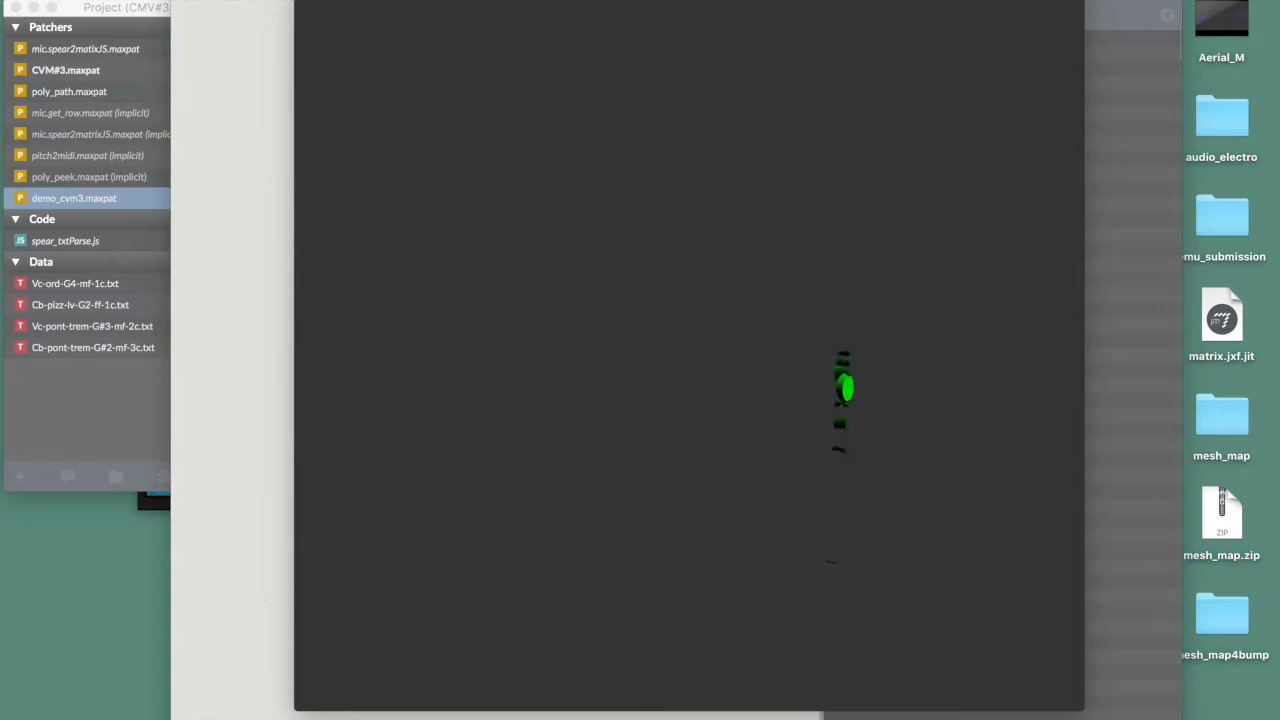 Project (CMV#3
Patchers
mic.spear2matixJS.maxpat
CVM#3.maxpat
poly_path.maxpat
mic.get_row.maxpat (implicit)
mic.spear2matrixJS.maxpat (implic
pitch2midi.maxpat (implicit)
poly_peek.maxpat (implicit)
demo_cvm3.maxpat
Code
JS spear_txtParse.js
Data
Vc-ord-G4-mf-1c.txt
Cb-pizz-lv-G2-ff-1c.txt
Vc-pont-trem-G#3-mf-2c.txt
Cb-pont-trem-G#2-mf-3c.txt
Aerial_M
audio_electro
mu_submission
matrix.jxf.jit
mesh_map
ZIP
mesh_map.zip
esh_map4bump